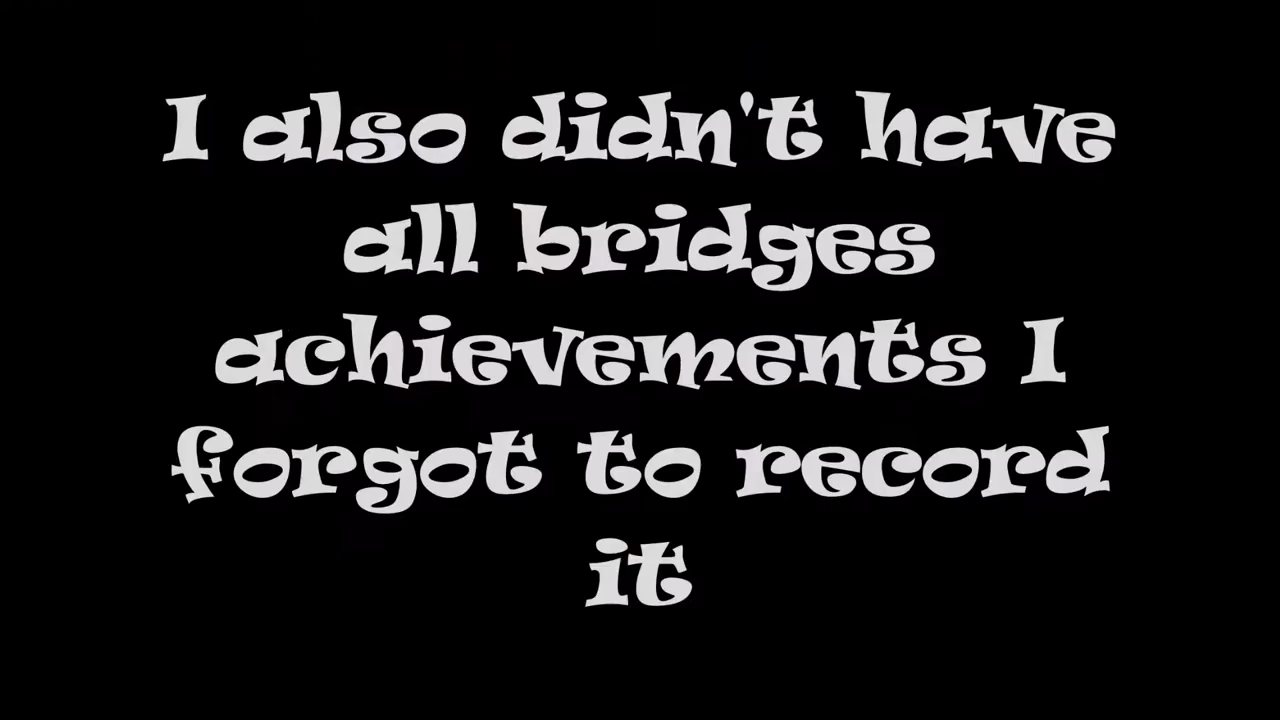 I also didn't have
all bridges
achievements I
forgot to record
it